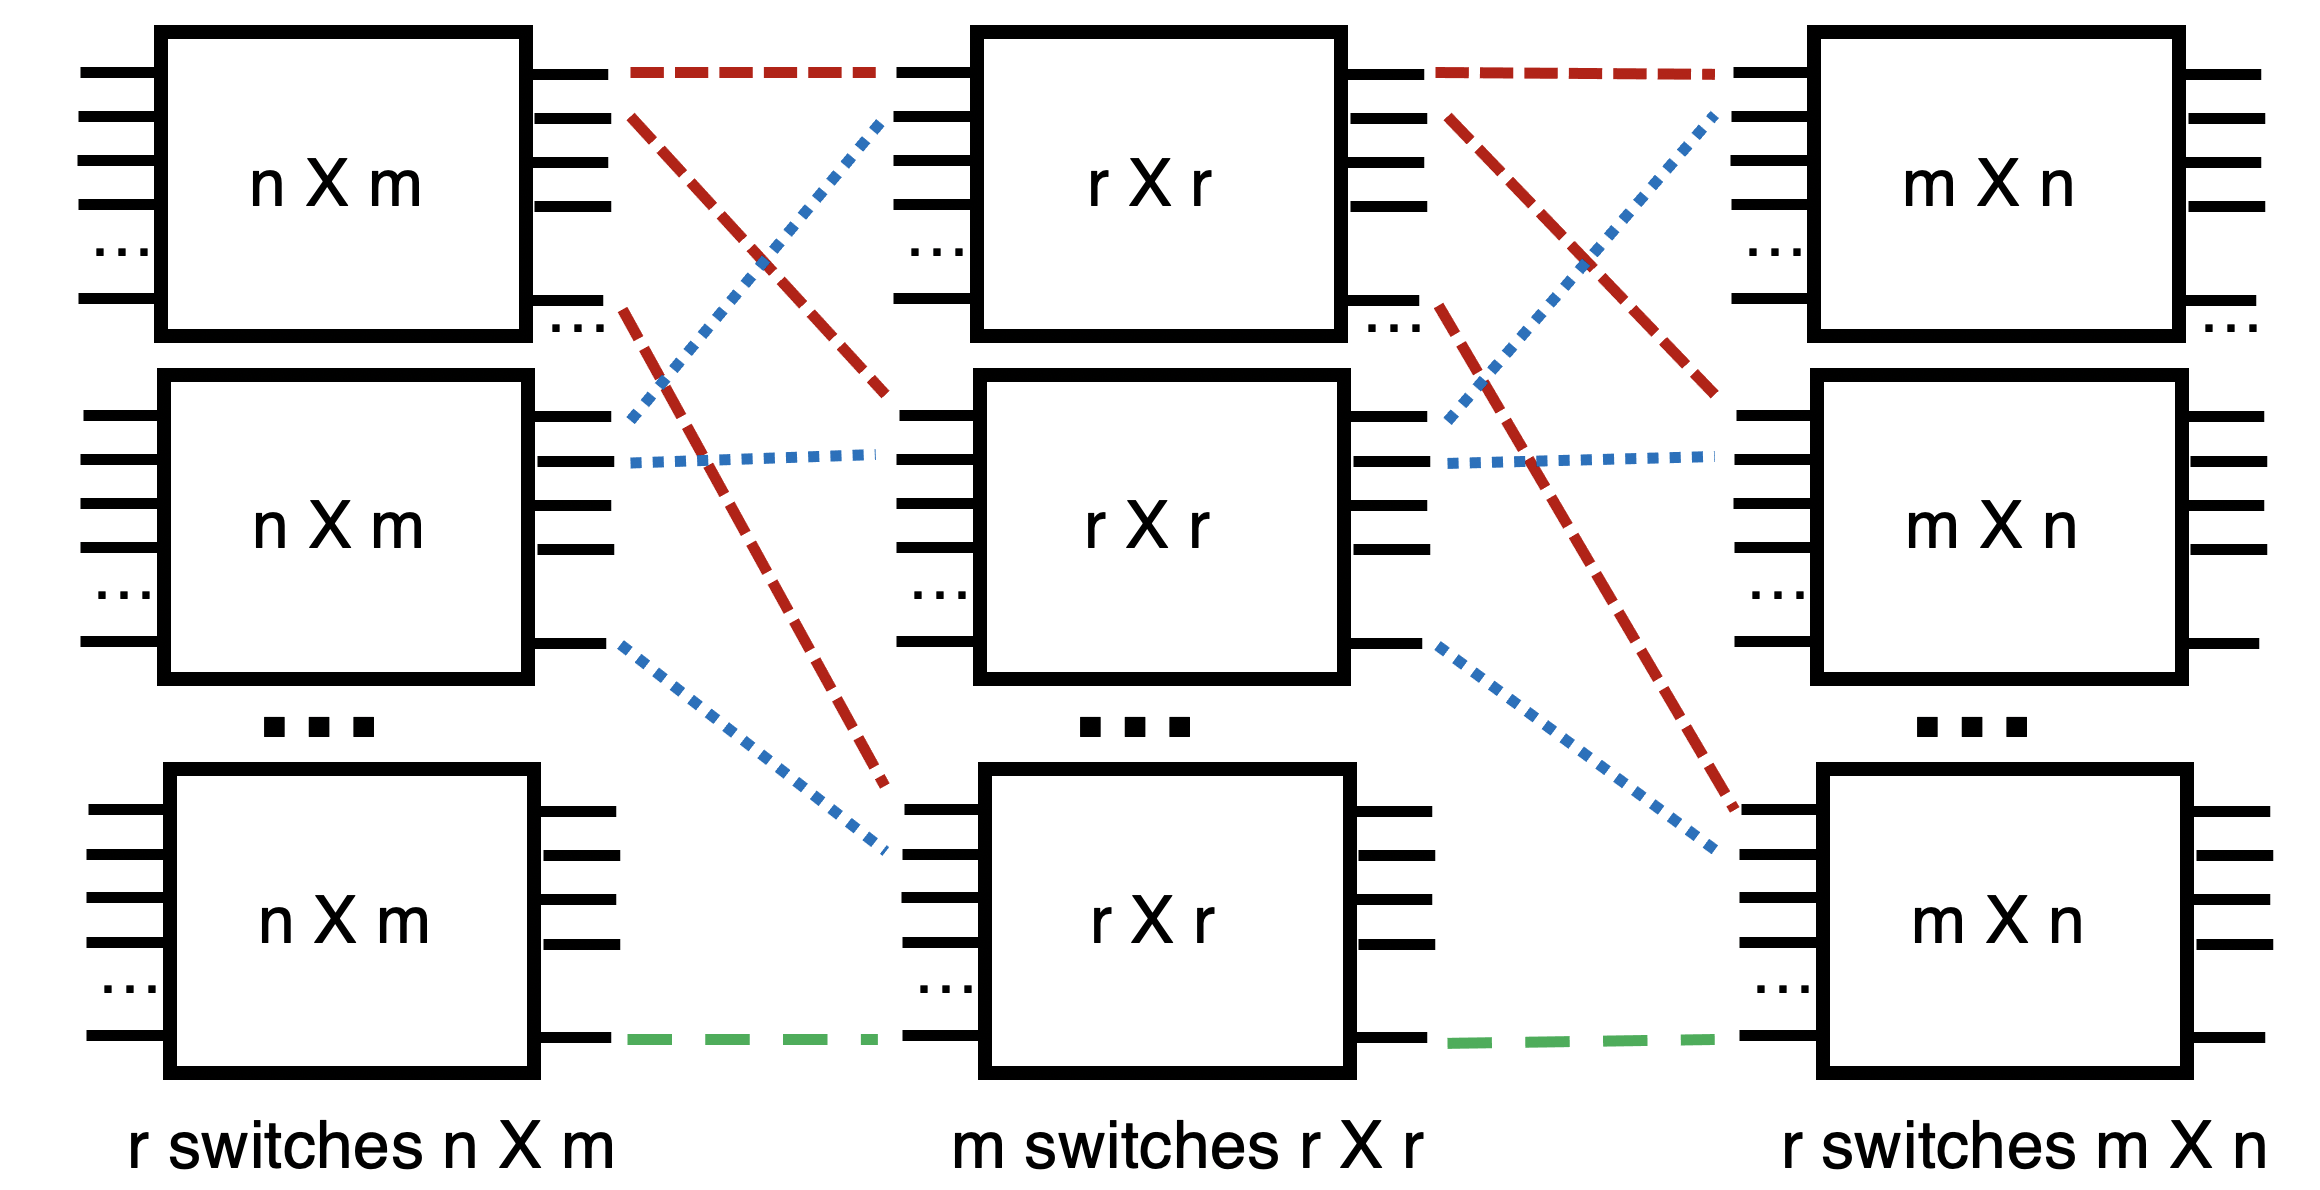 n X m
r X r
m X n
n X m
r X r
m X n
n X m
r X r
m X n
r switches n X m
m switches r X r
r switches m X n